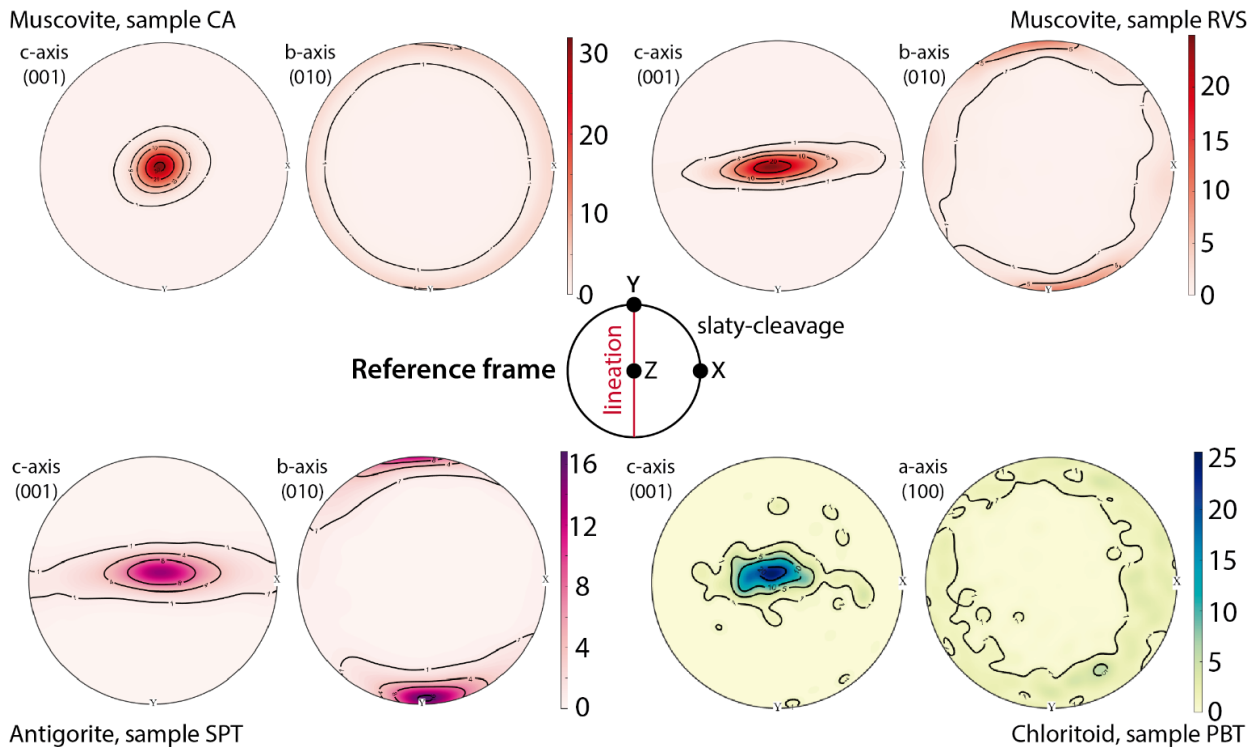 Muscovite, sample CA
Muscovite, sample RVS
c-axis
(001)
b-axis
(010)
30
20
10
0
X
Y
X
Y
c-axis
(001)
b-axis
(010)
20
15
10
5
0
X
Y
X
Y
Reference frame
Y
lineation
Z
X
slaty-cleavage
c-axis
(001)
b-axis
(010)
16
12
8
4
0
X
Y
X
Y
c-axis
(001)
a-axis
(100)
25
20
15
10
5
0
X
Y
X
Y
Antigorite, sample SPT
Chloritoid, sample PBT